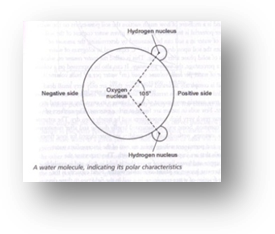 Hydrogen nucleus
Negative side
Oxygen
nucleus
105°
Positive side
Hydrogen nucleus
A water molecule, indicating its polar characteristics